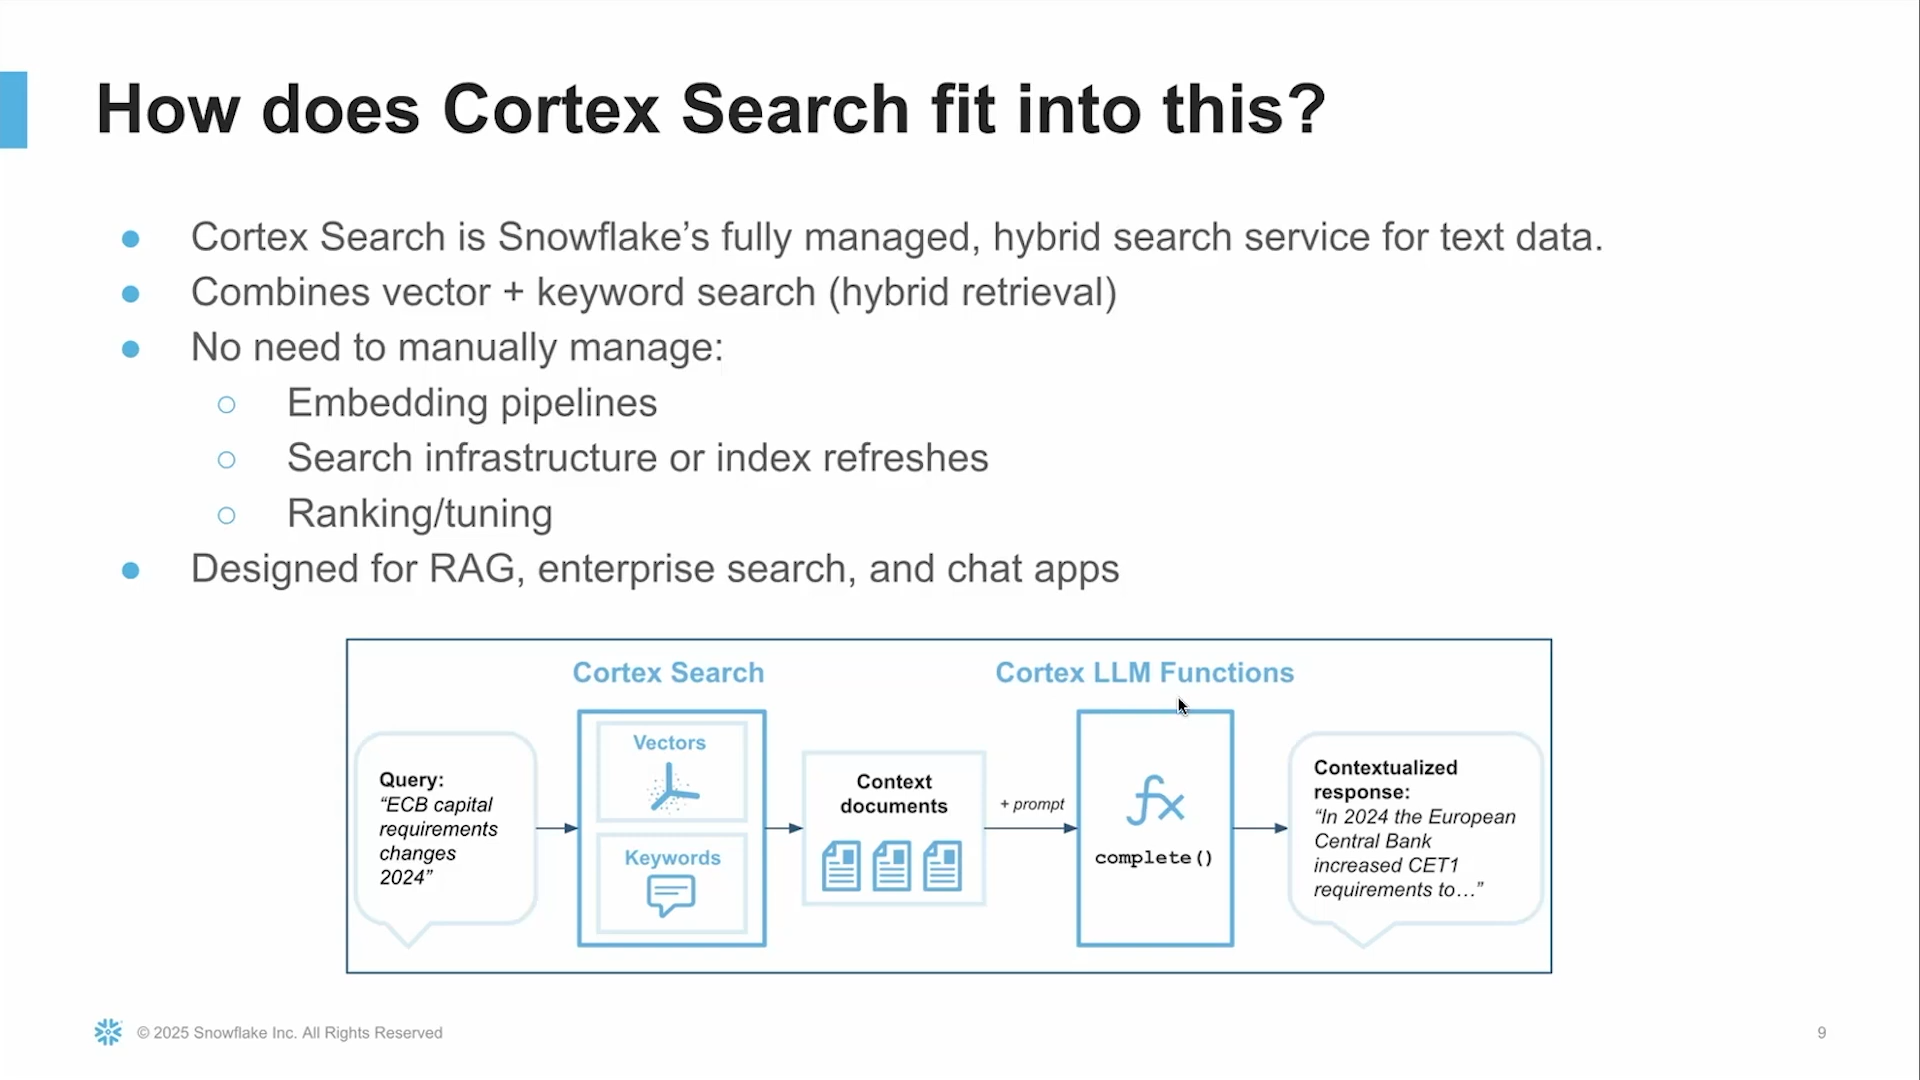 How does Cortex Search fit into this?
● Cortex Search is Snowflake’s fully managed, hybrid search service for text data.
● Combines vector + keyword search (hybrid retrieval)
● No need to manually manage:
○ Embedding pipelines
○ Search infrastructure or index refreshes
○ Ranking/tuning
● Designed for RAG, enterprise search, and chat apps
Cortex Search
Cortex LLM Functions
Query:
“ECB capital
requirements
changes
2024”
Vectors
Keywords
Context
documents
+ prompt
fx
complete()
Contextualized
response:
“In 2024 the European
Central Bank
increased CET1
requirements to…”
© 2025 Snowflake Inc. All Rights Reserved
9